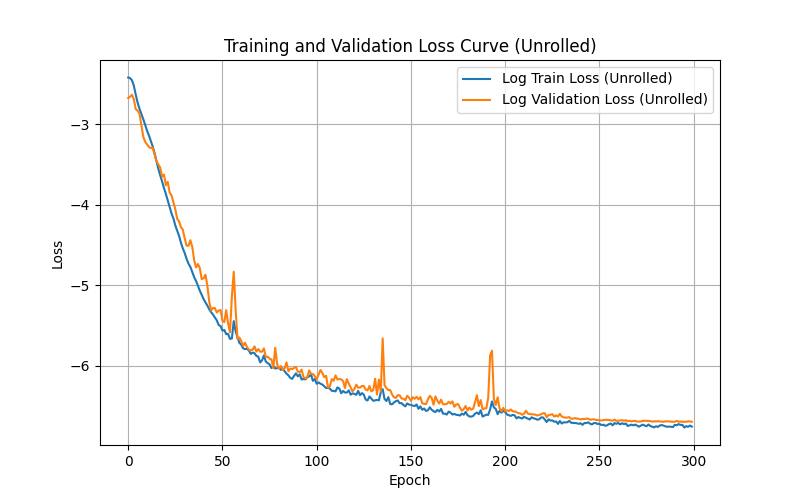 Training and Validation Loss Curve (Unrolled)
Log Train Loss (Unrolled)
Log Validation Loss (Unrolled)
−3
−4
−5
−6
Loss
0
50
100
150
200
250
300
Epoch